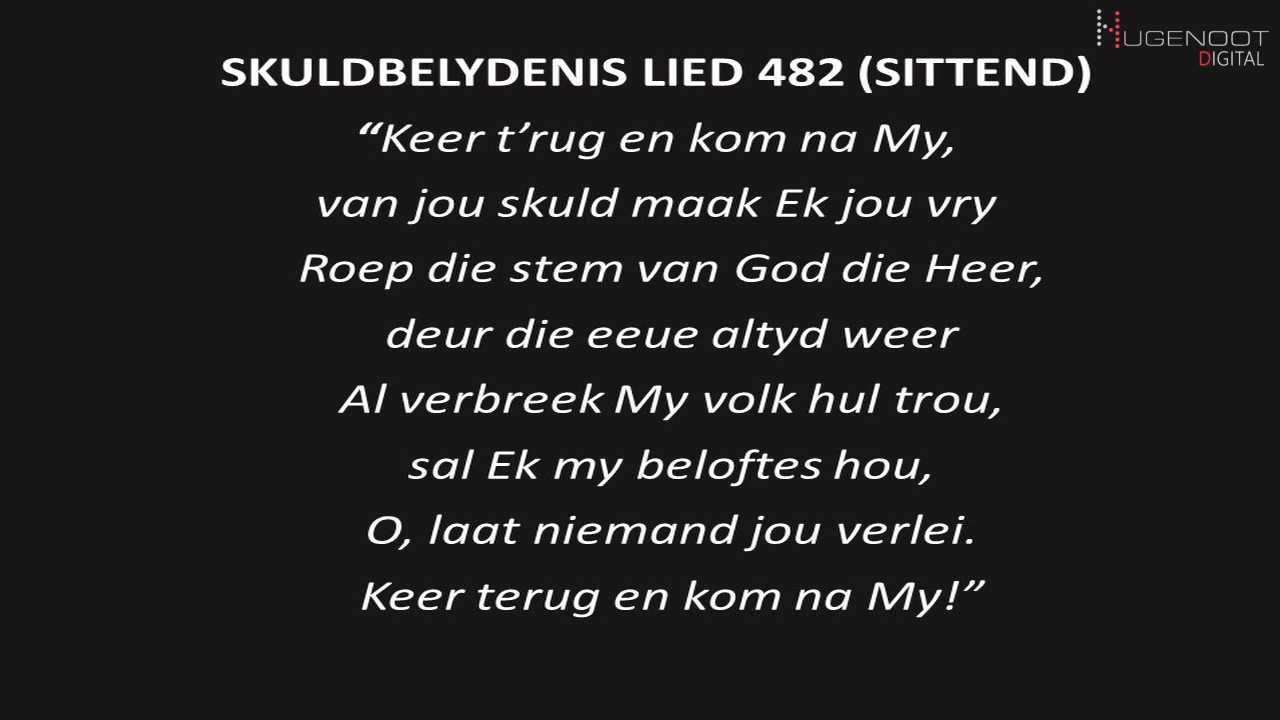 HUGENOOT
DIGITAL
SKULDBELYDENIS LIED 482 (SITTEND)
“Keer t’rug en kom na My,
van jou skuld maak Ek jou vry
Roep die stem van God die Heer,
deur die eeue altyd weer
Al verbreek My volk hul trou,
sal Ek my beloftes hou,
O, laat niemand jou verlei.
Keer terug en kom na My!”